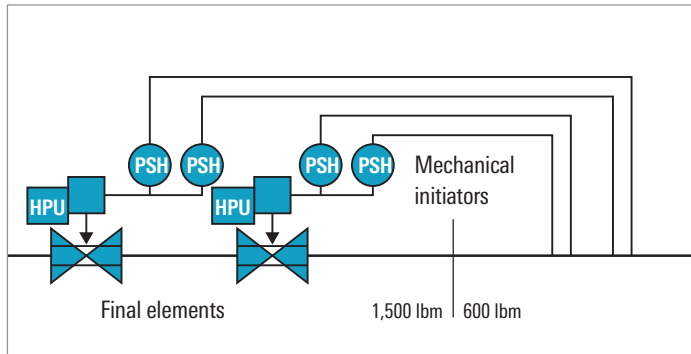 PSH PSH PSH PSH Mechanical
initiators
HPU HPU
Final elements
1,500 lbm 600 lbm